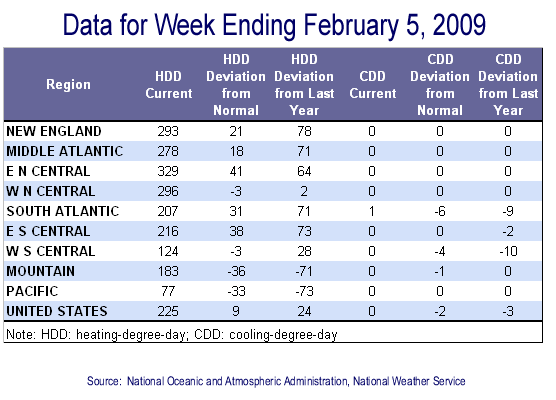 Data for Week Ending February 5, 2009
Region HDD Current HDD Deviation from Normal HDD Deviation from Last Year CDD Current CDD Deviation from Normal CDD Deviation from Last Year
NEW ENGLAND 293 21 78 0 0 0
MIDDLE ATLANTIC 278 18 71 0 0 0
E N CENTRAL 329 41 64 0 0 0
W N CENTRAL 296 -3 2 0 0 0
SOUTH ATLANTIC 207 31 71 1 -6 -9
E S CENTRAL 216 38 73 0 0 -2
W S CENTRAL 124 -3 28 0 -4 -10
MOUNTAIN 183 -36 -71 0 -1 0
PACIFIC 77 -33 -73 0 0 0
UNITED STATES 225 9 24 0 -2 -3
Note: HDD: heating-degree-day; CDD: cooling-degree-day
Source: National Oceanic and Atmospheric Administration, National Weather Service